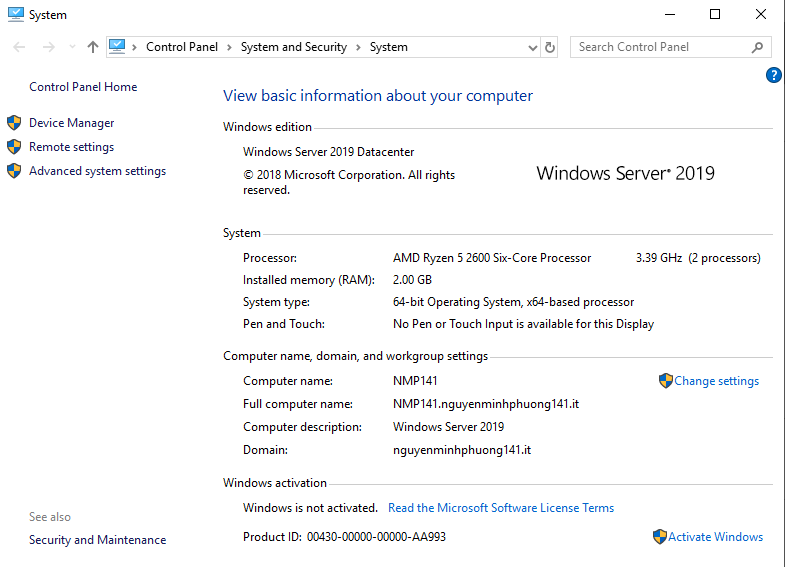 System
Control Panel > System and Security > System
Search Control Panel
?
Control Panel Home
Device Manager
Remote settings
Advanced system settings
View basic information about your computer
Windows edition
Windows Server 2019 Datacenter
© 2018 Microsoft Corporation. All rights
reserved.
Windows Server® 2019
System
Processor: AMD Ryzen 5 2600 Six-Core Processor 3.39 GHz (2 processors)
Installed memory (RAM): 2.00 GB
System type: 64-bit Operating System, x64-based processor
Pen and Touch: No Pen or Touch Input is available for this Display
Computer name, domain, and workgroup settings
Computer name: NMP141
Change settings
Full computer name: NMP141.nguyenminhphuong141.it
Computer description: Windows Server 2019
Domain: nguyenminhphuong141.it
Windows activation
Windows is not activated. Read the Microsoft Software License Terms
Product ID: 00430-00000-00000-AA993
Activate Windows
See also
Security and Maintenance